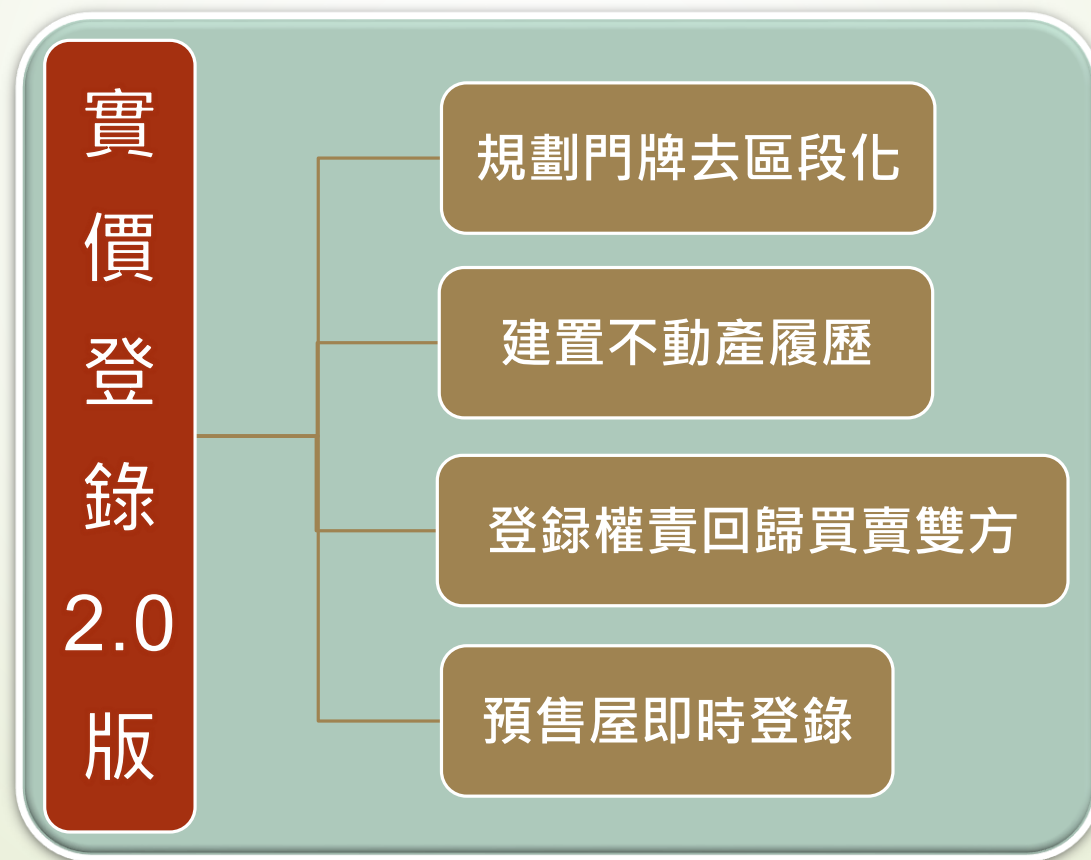 實價登錄2.0版
規劃門牌去區段化
建置不動產履歷
登録權責回歸買賣雙方
預售屋即時登錄